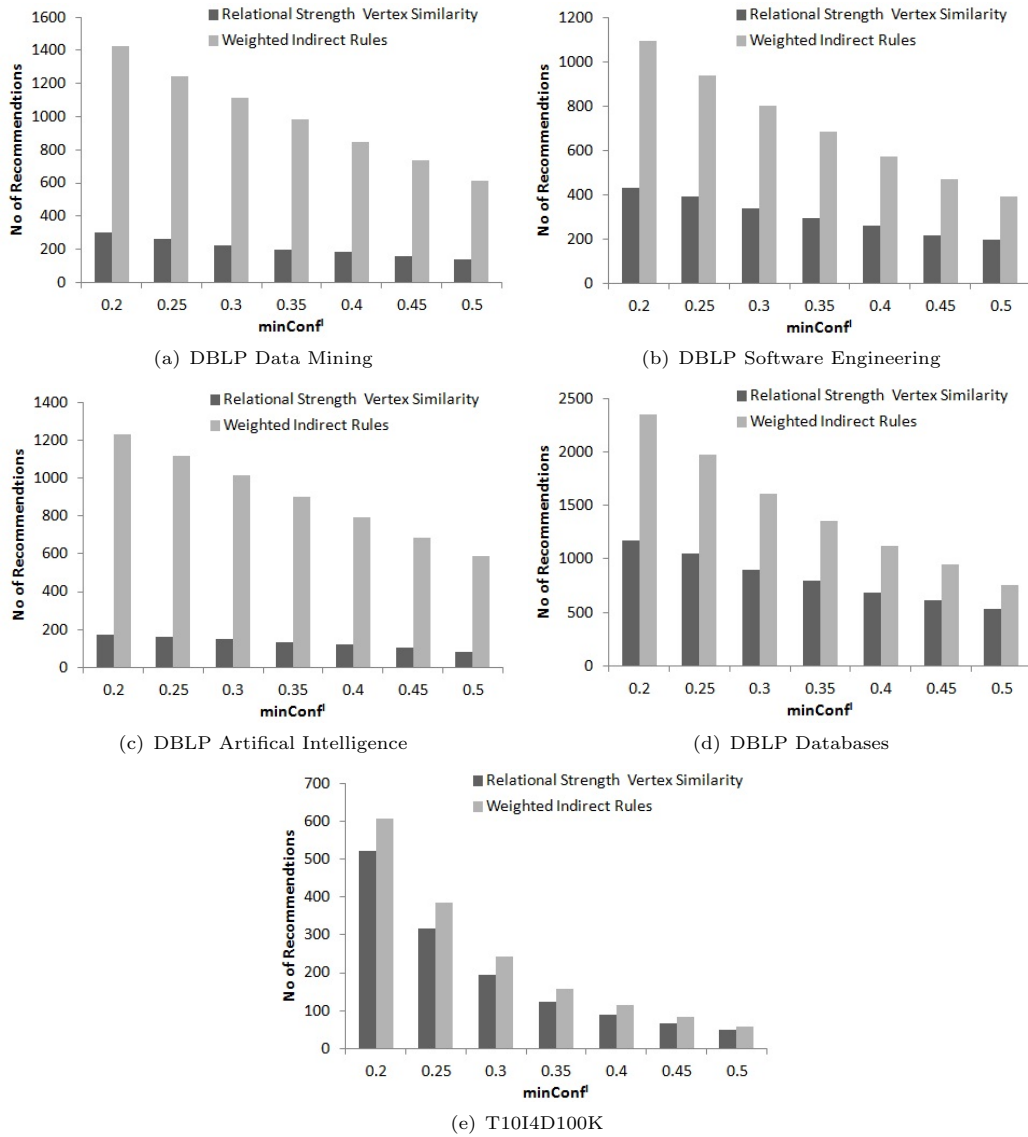 Relational Strength Vertex Similarity
Weighted Indirect Rules
No of Recommendtions
1600
1400
1200
1000
800
600
400
200
0
0.2 0.25 0.3 0.35 0.4 0.45 0.5
minConfᴵ
(a) DBLP Data Mining
Relational Strength Vertex Similarity
Weighted Indirect Rules
No of Recommendtions
1200
1000
800
600
400
200
0
0.2 0.25 0.3 0.35 0.4 0.45 0.5
minConfᴵ
(b) DBLP Software Engineering
Relational Strength Vertex Similarity
Weighted Indirect Rules
No of Recommendtions
1400
1200
1000
800
600
400
200
0
0.2 0.25 0.3 0.35 0.4 0.45 0.5
minConfᴵ
(c) DBLP Artifical Intelligence
Relational Strength Vertex Similarity
Weighted Indirect Rules
No of Recommendtions
2500
2000
1500
1000
500
0
0.2 0.25 0.3 0.35 0.4 0.45 0.5
minConfᴵ
(d) DBLP Databases
Relational Strength Vertex Similarity
Weighted Indirect Rules
No of Recommendtions
700
600
500
400
300
200
100
0
0.2 0.25 0.3 0.35 0.4 0.45 0.5
minConfᴵ
(e) T10I4D100K